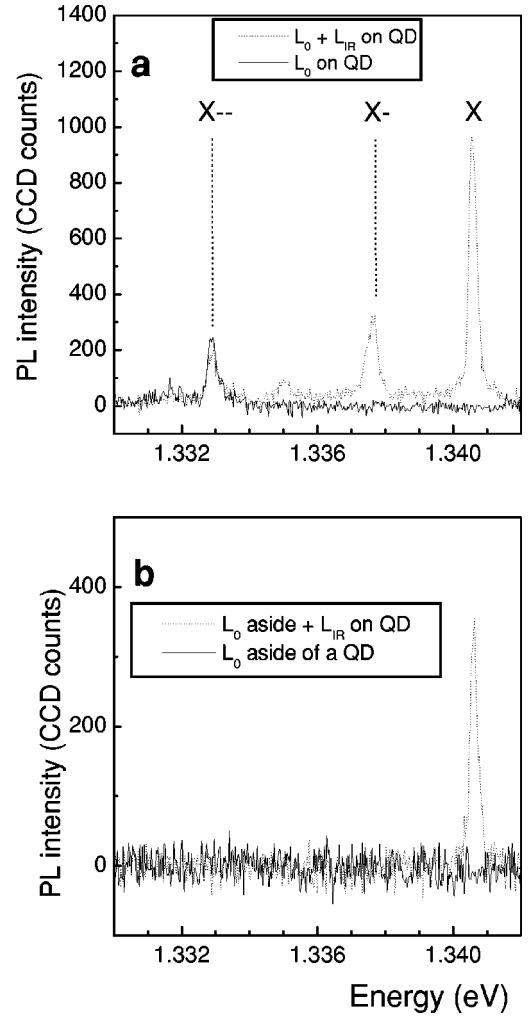 1400
1200
1000
800
600
400
200
0
PL intensity (CCD counts)
a
L₀ + L_IR on QD
L₀ on QD
X--
X-
X
1.332
1.336
1.340
400
200
0
PL intensity (CCD counts)
b
L₀ aside + L_IR on QD
L₀ aside of a QD
1.332
1.336
1.340
Energy (eV)